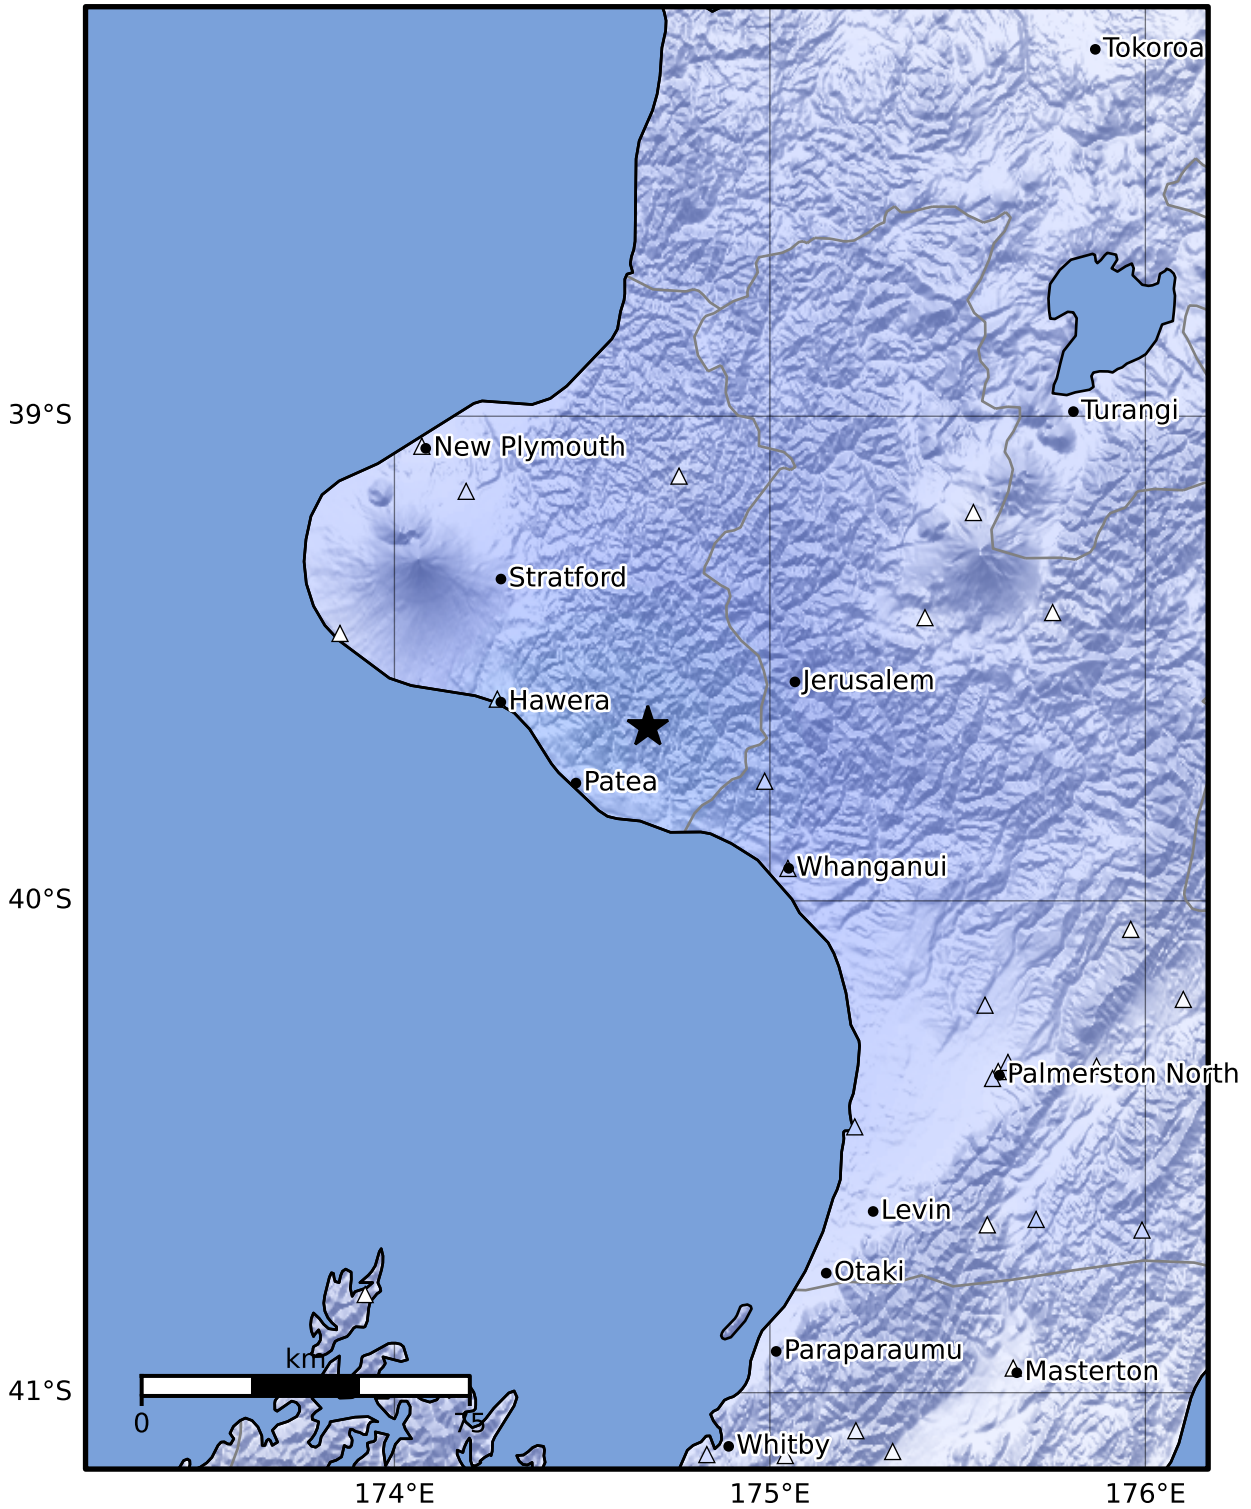 Tokoroa
39°S
Turangi
New Plymouth
Stratford
Jerusalem
Hawera
Patea
Whanganui
40°S
Palmerston North
Levin
Otaki
Paraparaumu
km
Masterton
41°S
0
75
Whitby
174°E
175°E
176°E